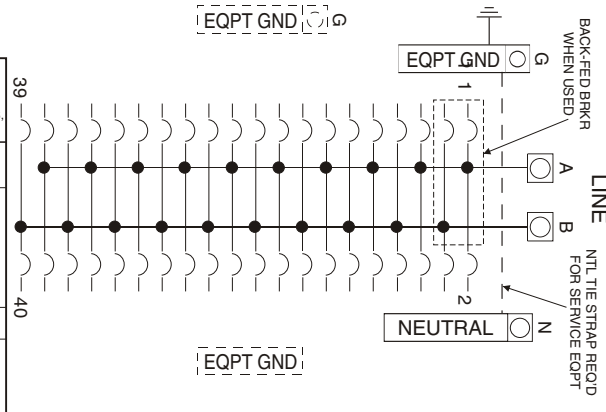 EQPT GND G
EQPT GND G
BACK-FED BRKR
WHEN USED
LINE
A
B
NTL TIE STRAP REQ'D
FOR SERVICE EQPT
1
39
2
40
NEUTRAL N
EQPT GND